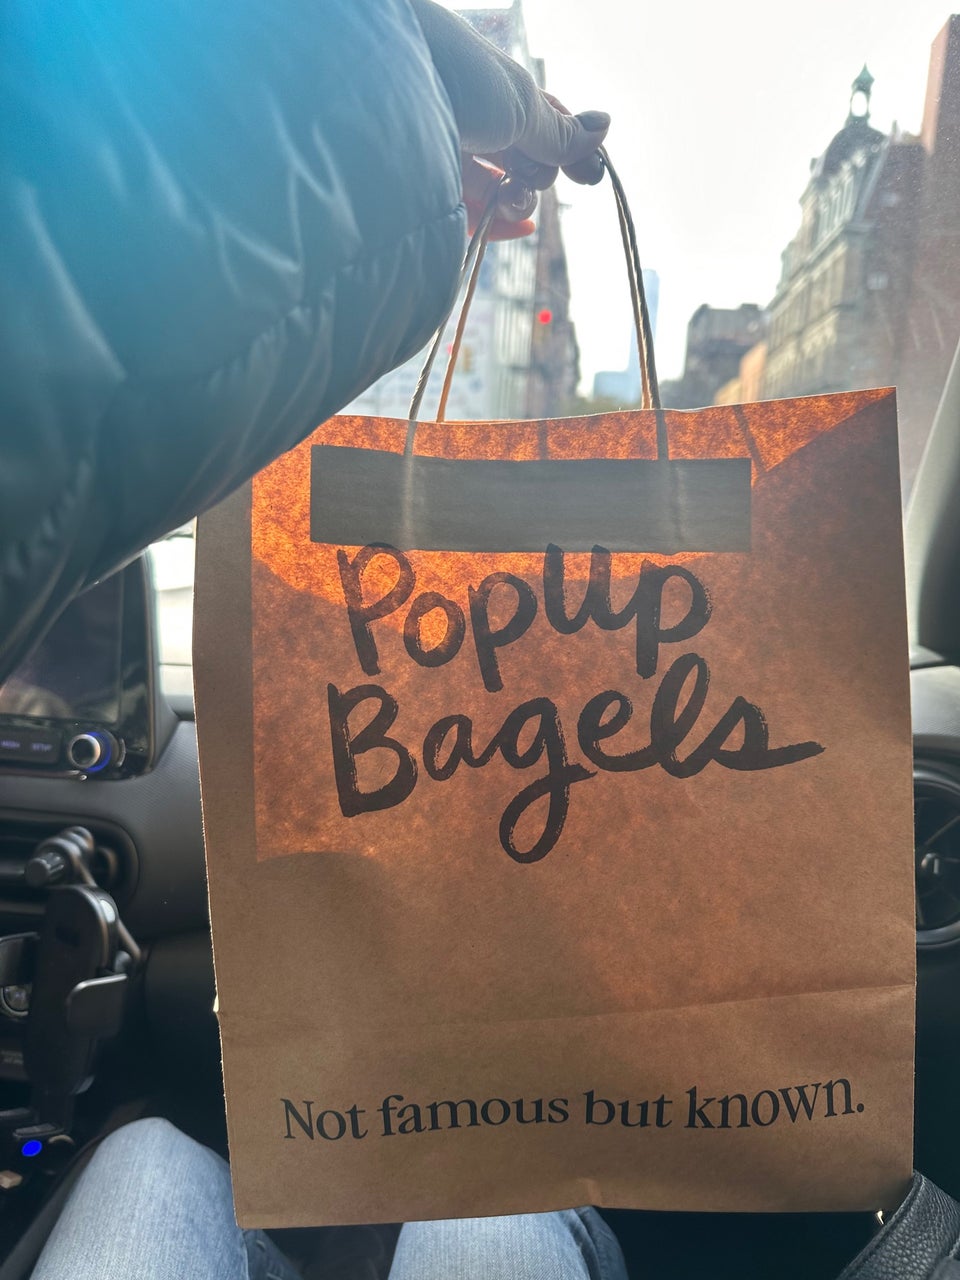 PopUp
Bagels
Not famous but known.